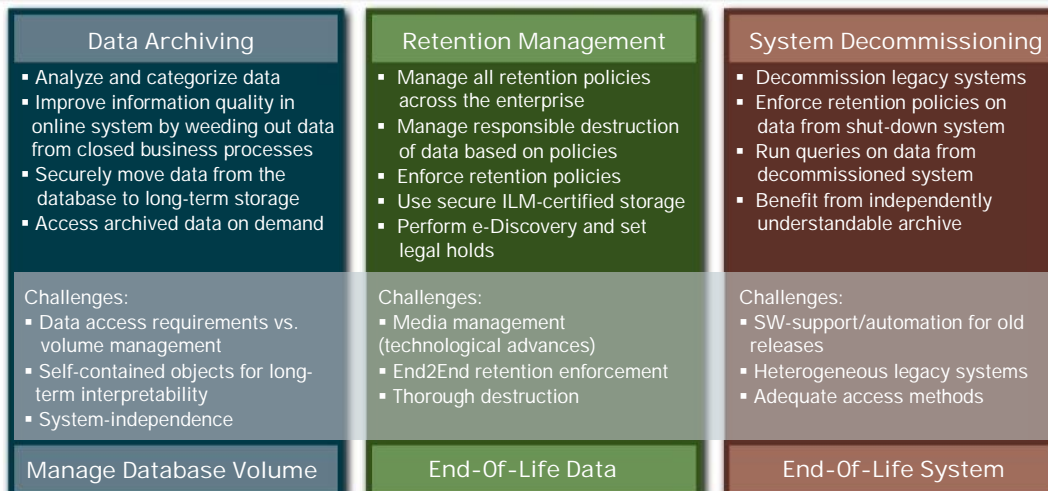 Data Archiving
▪ Analyze and categorize data
▪ Improve information quality in
online system by weeding out data
from closed business processes
▪ Securely move data from the
database to long-term storage
▪ Access archived data on demand
Challenges:
▪ Data access requirements vs.
volume management
▪ Self-contained objects for long-
term interpretability
▪ System-independence
Manage Database Volume
Retention Management
▪ Manage all retention policies
across the enterprise
▪ Manage responsible destruction
of data based on policies
▪ Enforce retention policies
▪ Use secure ILM-certified storage
▪ Perform e-Discovery and set
legal holds
Challenges:
▪ Media management
(technological advances)
▪ End2End retention enforcement
▪ Thorough destruction
End-Of-Life Data
System Decommissioning
▪ Decommission legacy systems
▪ Enforce retention policies on
data from shut-down system
▪ Run queries on data from
decommissioned system
▪ Benefit from independently
understandable archive
Challenges:
▪ SW-support/automation for old
releases
▪ Heterogeneous legacy systems
▪ Adequate access methods
End-Of-Life System